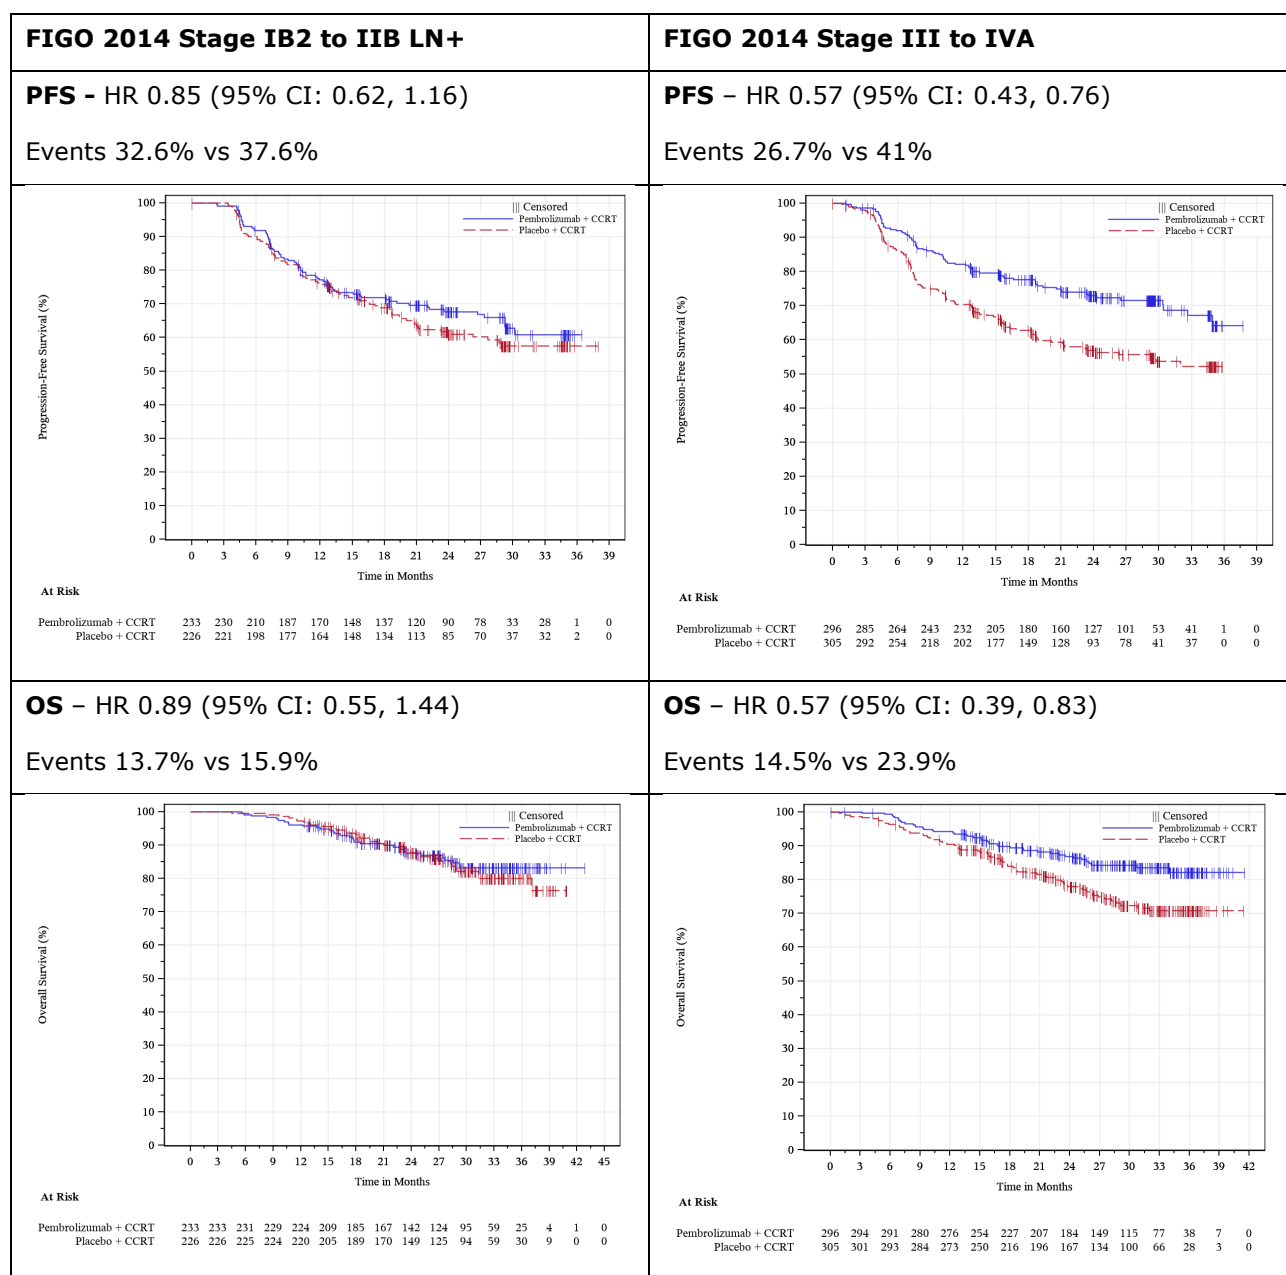 FIGO 2014 Stage IB2 to IIB LN+
FIGO 2014 Stage III to IVA
PFS - HR 0.85 (95% CI: 0.62, 1.16)
Events 32.6% vs 37.6%
PFS – HR 0.57 (95% CI: 0.43, 0.76)
Events 26.7% vs 41%
||| Censored
Pembrolizumab + CCRT
Placebo + CCRT
Progression-Free Survival (%)
100
90
80
70
60
50
40
30
20
10
0
0 3 6 9 12 15 18 21 24 27 30 33 36 39
Time in Months
At Risk
Pembrolizumab + CCRT 233 230 210 187 170 148 137 120 90 78 33 28 1 0
Placebo + CCRT 226 221 198 177 164 148 134 113 85 70 37 32 2 0
||| Censored
Pembrolizumab + CCRT
Placebo + CCRT
Progression-Free Survival (%)
100
90
80
70
60
50
40
30
20
10
0
0 3 6 9 12 15 18 21 24 27 30 33 36 39
Time in Months
At Risk
Pembrolizumab + CCRT 296 285 264 243 232 205 180 160 127 101 53 41 1 0
Placebo + CCRT 305 292 254 218 202 177 149 128 93 78 41 37 0 0
OS – HR 0.89 (95% CI: 0.55, 1.44)
Events 13.7% vs 15.9%
OS – HR 0.57 (95% CI: 0.39, 0.83)
Events 14.5% vs 23.9%
||| Censored
Pembrolizumab + CCRT
Placebo + CCRT
Overall Survival (%)
100
90
80
70
60
50
40
30
20
10
0
0 3 6 9 12 15 18 21 24 27 30 33 36 39 42 45
Time in Months
At Risk
Pembrolizumab + CCRT 233 233 231 229 224 209 185 167 142 124 95 59 25 4 1 0
Placebo + CCRT 226 226 225 224 220 205 189 170 149 125 94 59 30 9 0 0
||| Censored
Pembrolizumab + CCRT
Placebo + CCRT
Overall Survival (%)
100
90
80
70
60
50
40
30
20
10
0
0 3 6 9 12 15 18 21 24 27 30 33 36 39 42
Time in Months
At Risk
Pembrolizumab + CCRT 296 294 291 280 276 254 227 207 184 149 115 77 38 7 0
Placebo + CCRT 305 301 293 284 273 250 216 196 167 134 100 66 28 3 0